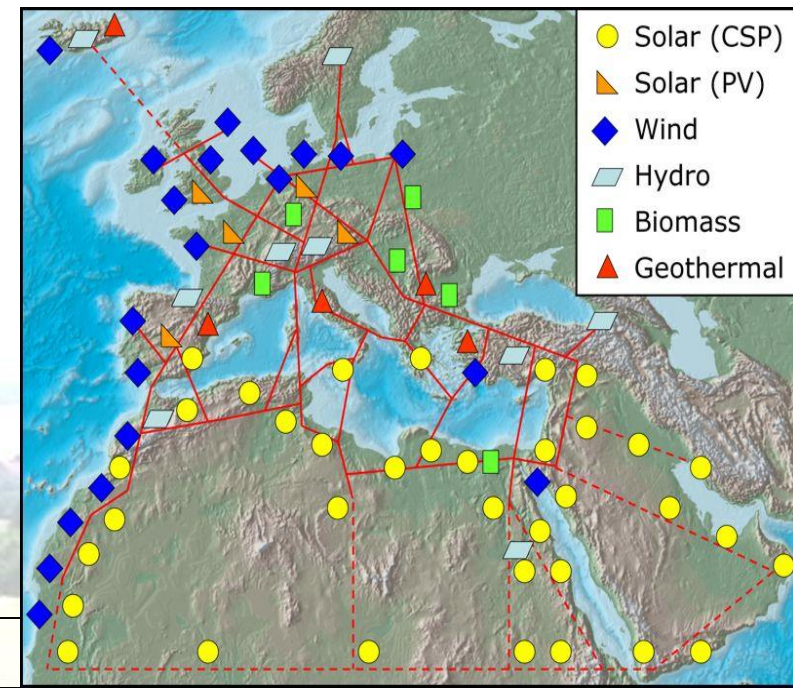 Solar (CSP)
Solar (PV)
Wind
Hydro
Biomass
Geothermal